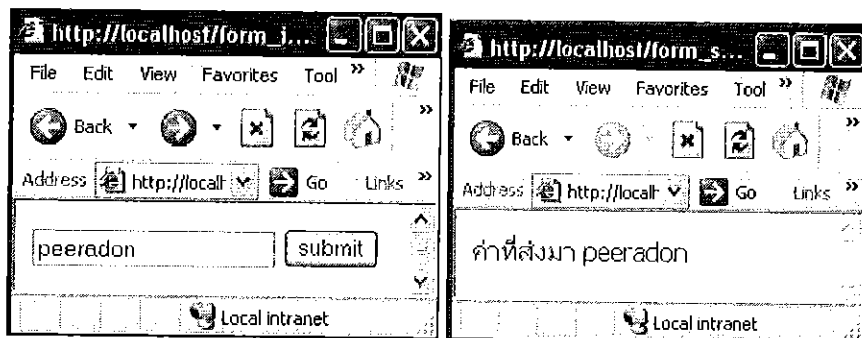 http://localhost/form_i...
File Edit View Favorites Tool »
Back »
Address http://localh Go Links »
peeradon submit
Local intranet
http://localhost/form_s...
File Edit View Favorites Tool »
Back »
Address http://localh Go Links »
ค่าที่ส่งมา peeradon
Local intranet